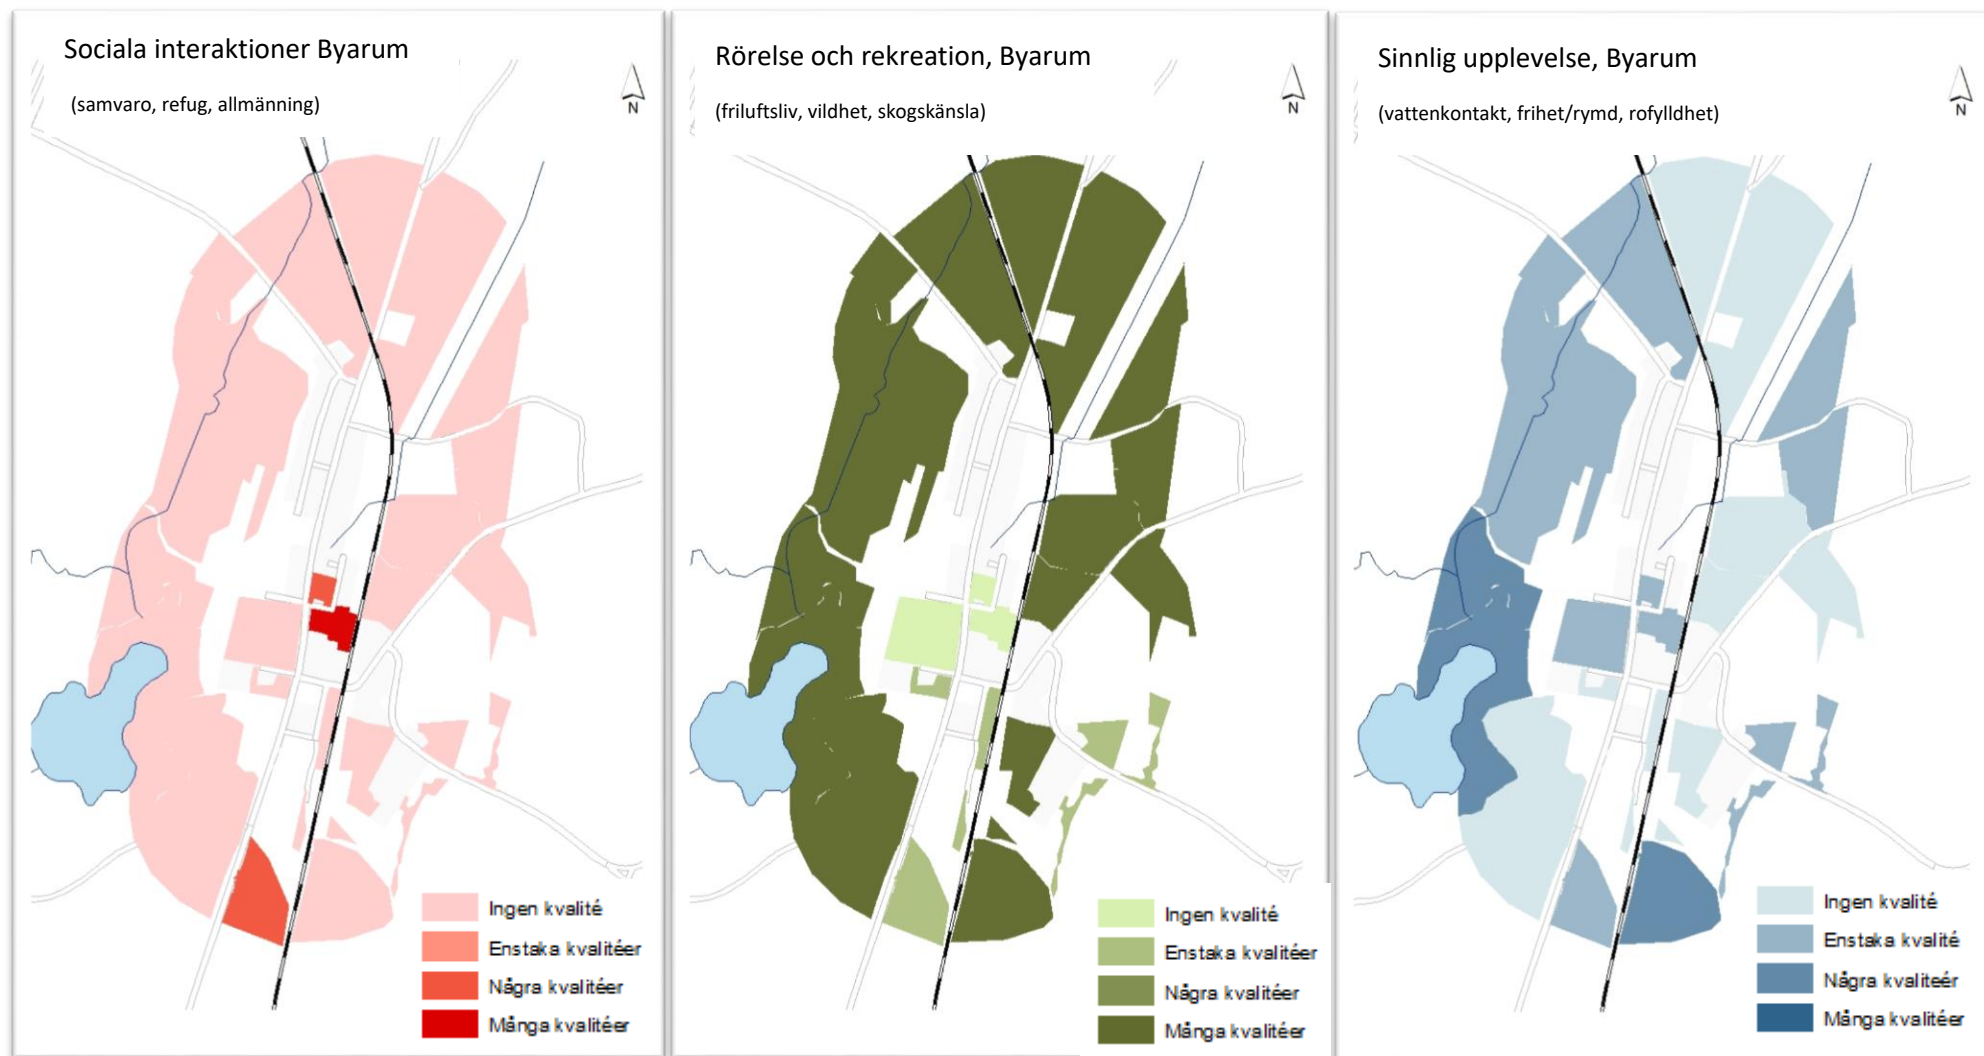 Sociala interaktioner Byarum
(samvaro, refug, allmänning)
N
Ingen kvalité
Enstaka kvalitéer
Några kvalitéer
Många kvalitéer
Rörelse och rekreation, Byarum
(friluftsliv, vildhet, skogskänsla)
N
Ingen kvalité
Enstaka kvalitéer
Några kvalitéer
Många kvalitéer
Sinnlig upplevelse, Byarum
(vattenkontakt, frihet/rymd, rofylldhet)
N
Ingen kvalité
Enstaka kvalité
Några kvaliteér
Många kvalitéer